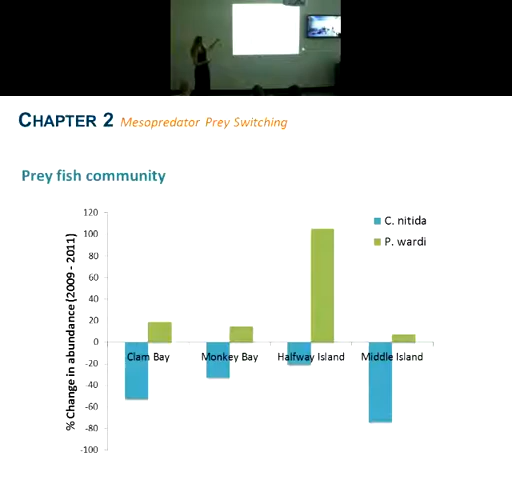 CHAPTER 2 Mesopredator Prey Switching
Prey fish community
% Change in abundance (2009 - 2011)
120
100
80
60
40
20
0
-20
-40
-60
-80
-100
Clam Bay
Monkey Bay
Halfway Island
Middle Island
C. nitida
P. wardi